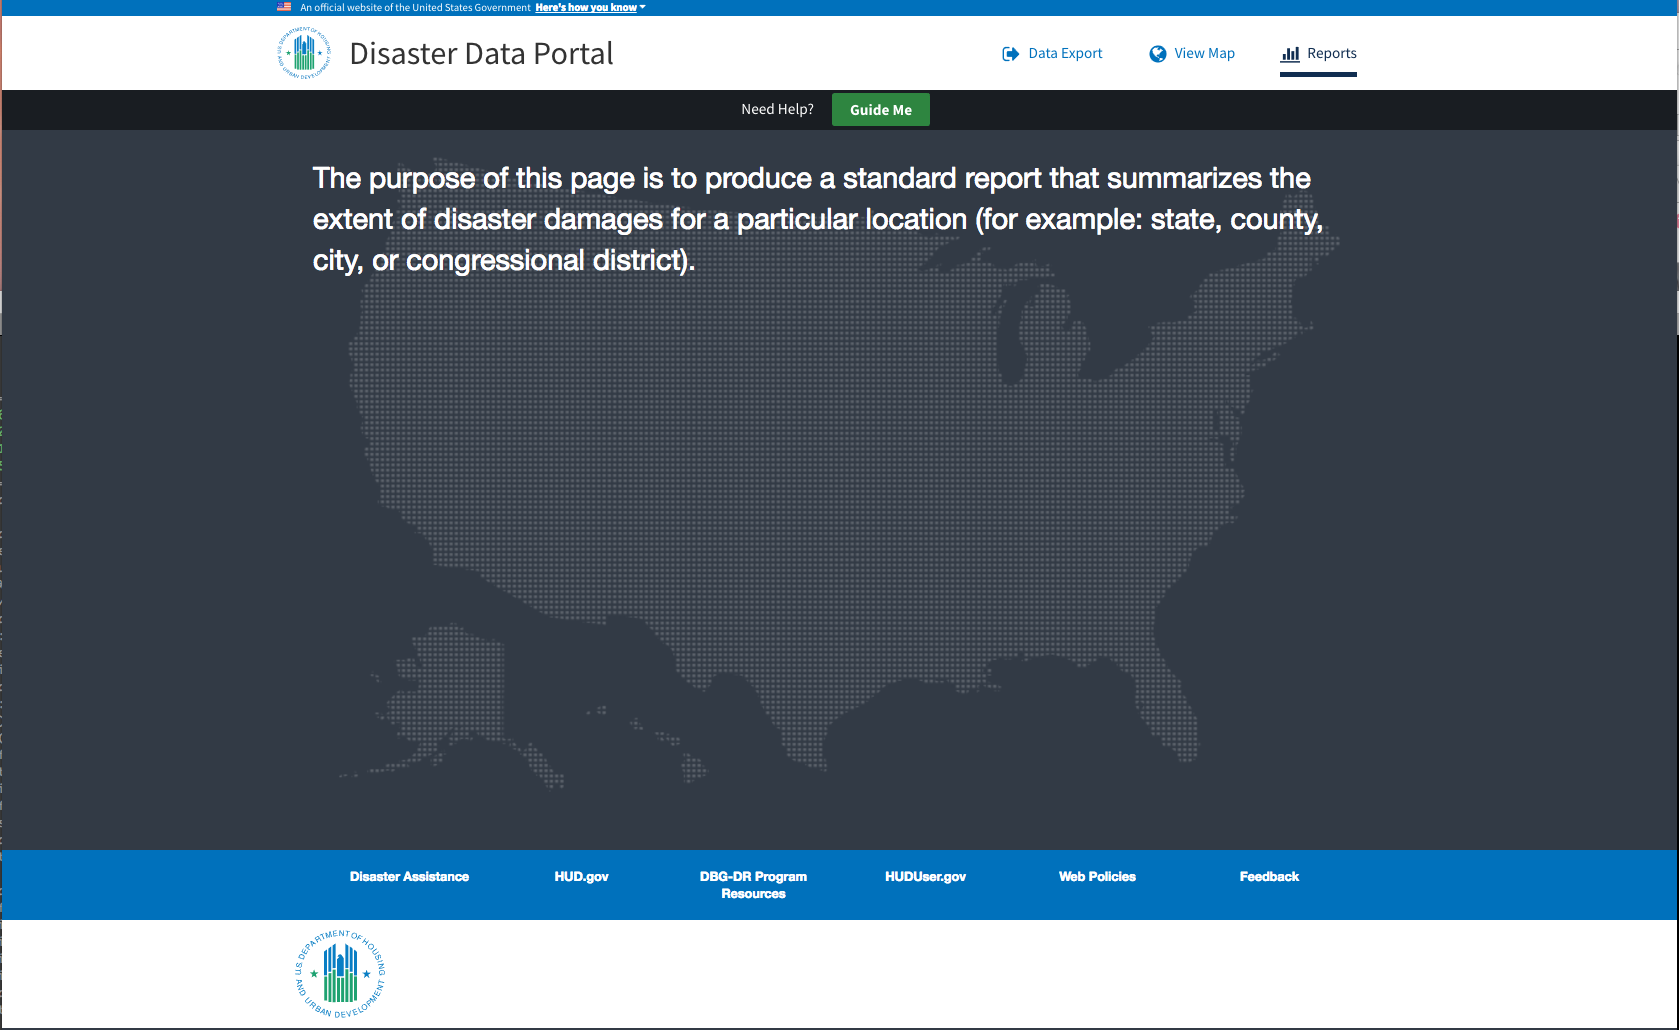 An official website of the United States Government Here's how you know
U.S. DEPARTMENT OF HOUSING AND URBAN DEVELOPMENT
Disaster Data Portal
Data Export
View Map
Reports
Need Help?
Guide Me
The purpose of this page is to produce a standard report that summarizes the
extent of disaster damages for a particular location (for example: state, county,
city, or congressional district).
Disaster Assistance
HUD.gov
DBG-DR Program
Resources
HUDUser.gov
Web Policies
Feedback
U.S. DEPARTMENT OF HOUSING
AND URBAN DEVELOPMENT